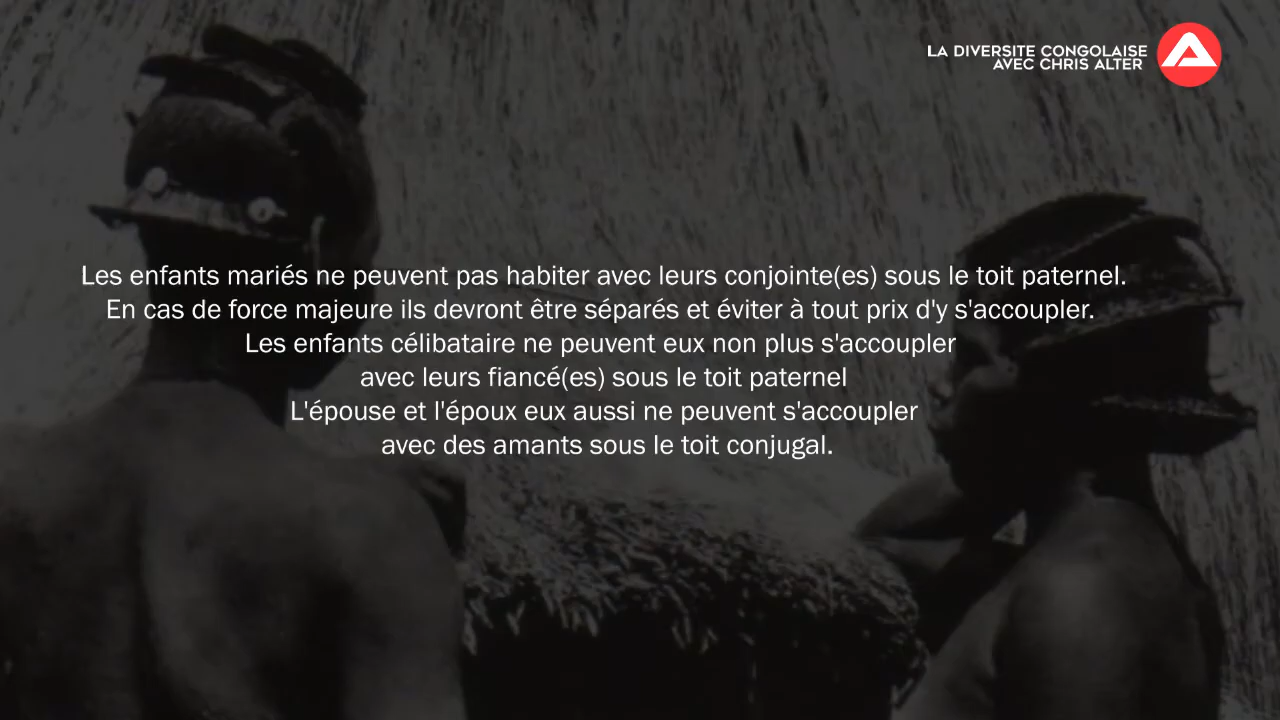 LA DIVERSITE CONGOLAISE
AVEC CHRIS ALTER
Les enfants mariés ne peuvent pas habiter avec leurs conjointe(es) sous le toit paternel.
En cas de force majeure ils devront être séparés et éviter à tout prix d'y s'accoupler.
Les enfants célibataire ne peuvent eux non plus s'accoupler
avec leurs fiancé(es) sous le toit paternel
L'épouse et l'époux eux aussi ne peuvent s'accoupler
avec des amants sous le toit conjugal.